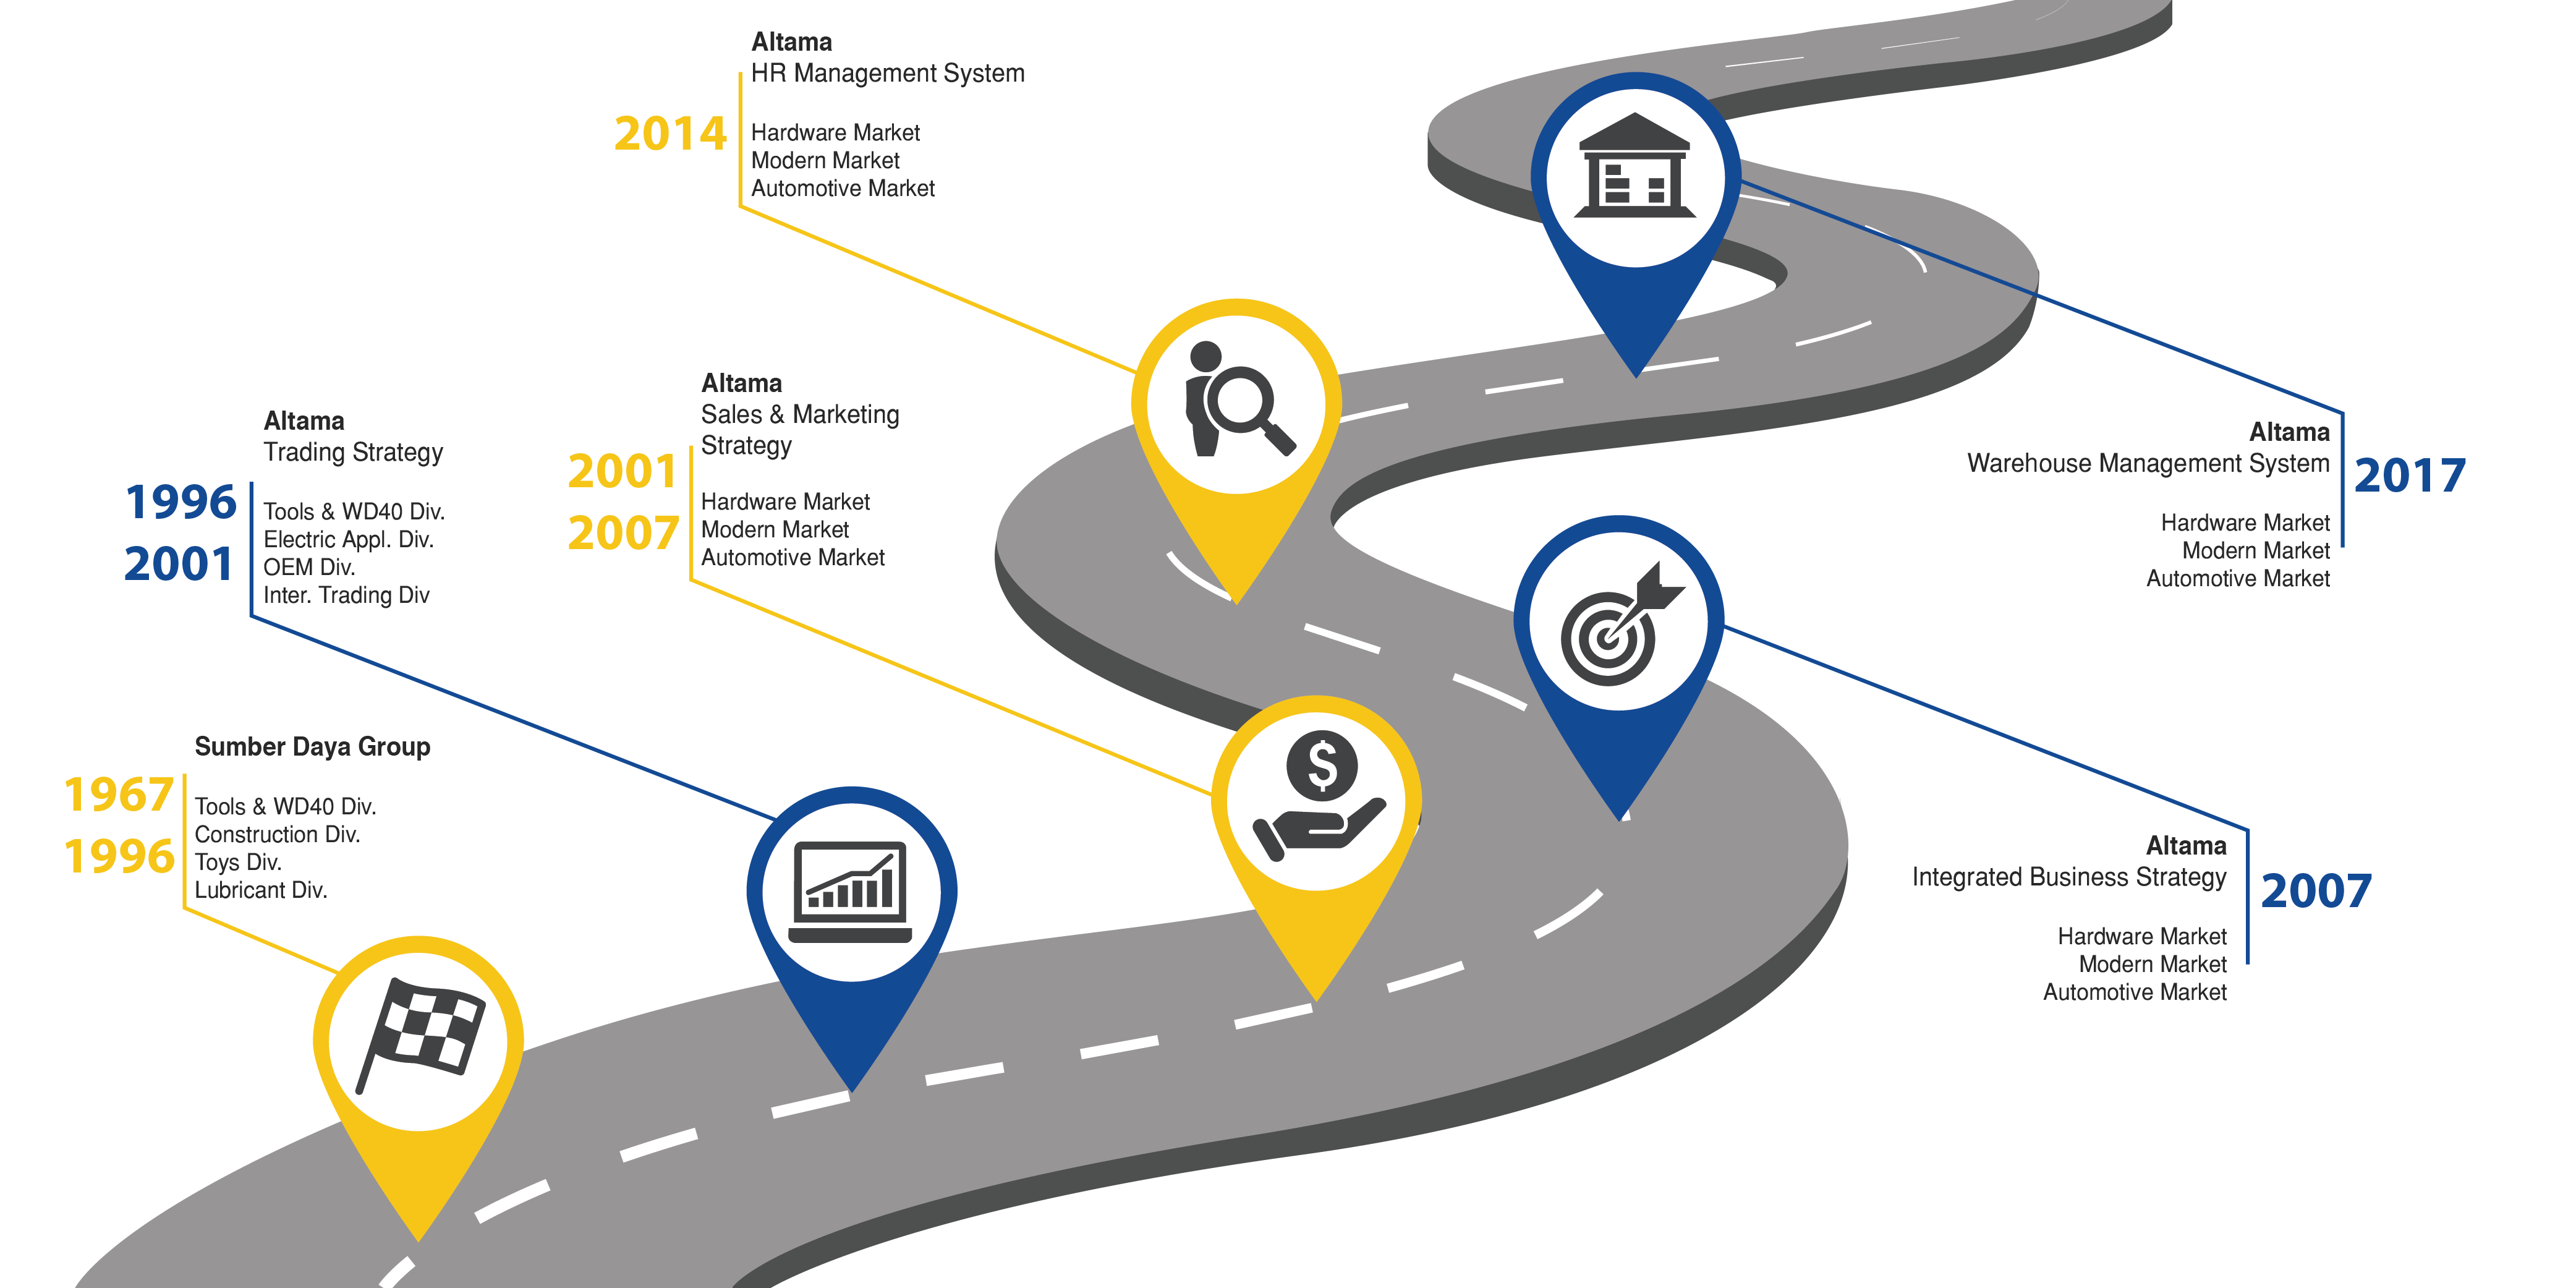 Altama
HR Management System
2014
Hardware Market
Modern Market
Automotive Market
Altama
Sales & Marketing
Strategy
2001
2007
Hardware Market
Modern Market
Automotive Market
Altama
Trading Strategy
1996
2001
Tools & WD40 Div.
Electric Appl. Div.
OEM Div.
Inter. Trading Div
Sumber Daya Group
1967
1996
Tools & WD40 Div.
Construction Div.
Toys Div.
Lubricant Div.
$
Altama
Warehouse Management System
2017
Hardware Market
Modern Market
Automotive Market
Altama
Integrated Business Strategy
2007
Hardware Market
Modern Market
Automotive Market